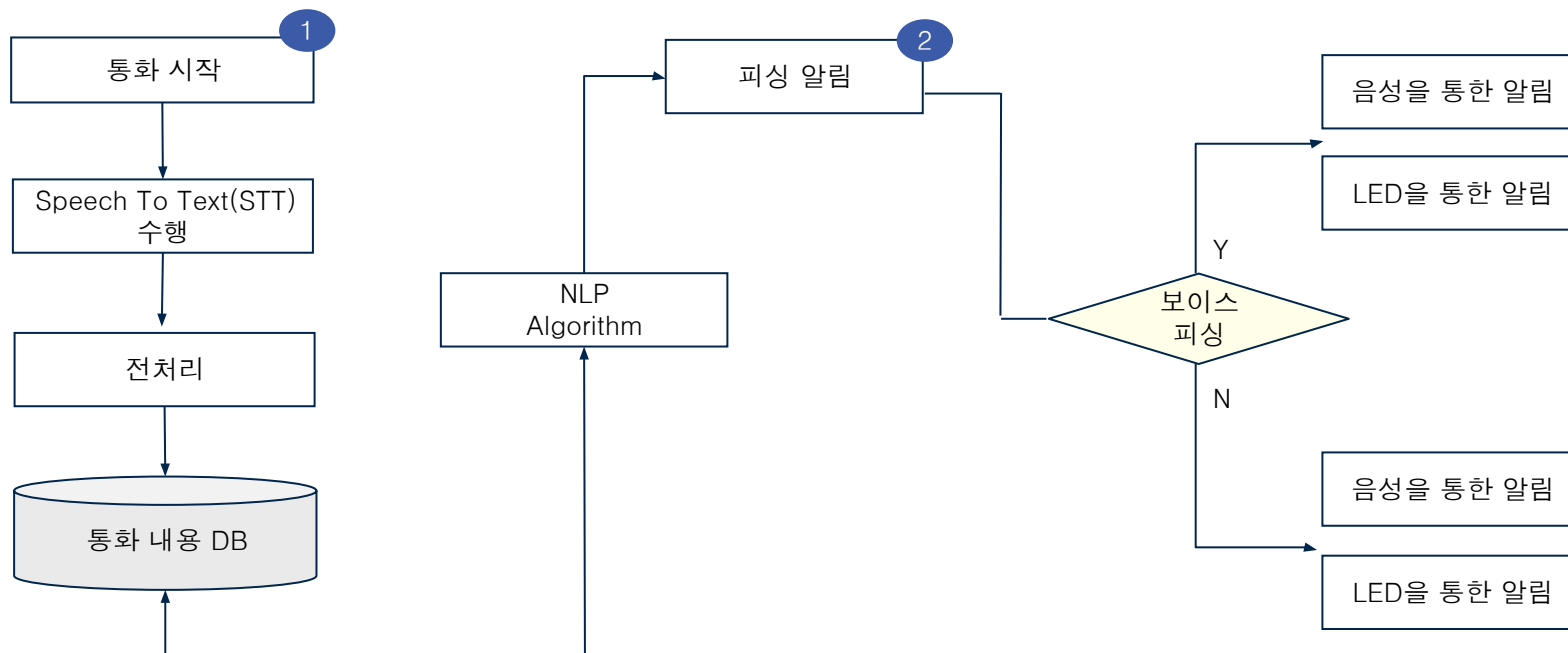 1
통화 시작
Speech To Text(STT)
수행
전처리
통화 내용 DB
NLP
Algorithm
2
피싱 알림
보이스
피싱
Y
N
음성을 통한 알림
LED을 통한 알림
음성을 통한 알림
LED을 통한 알림